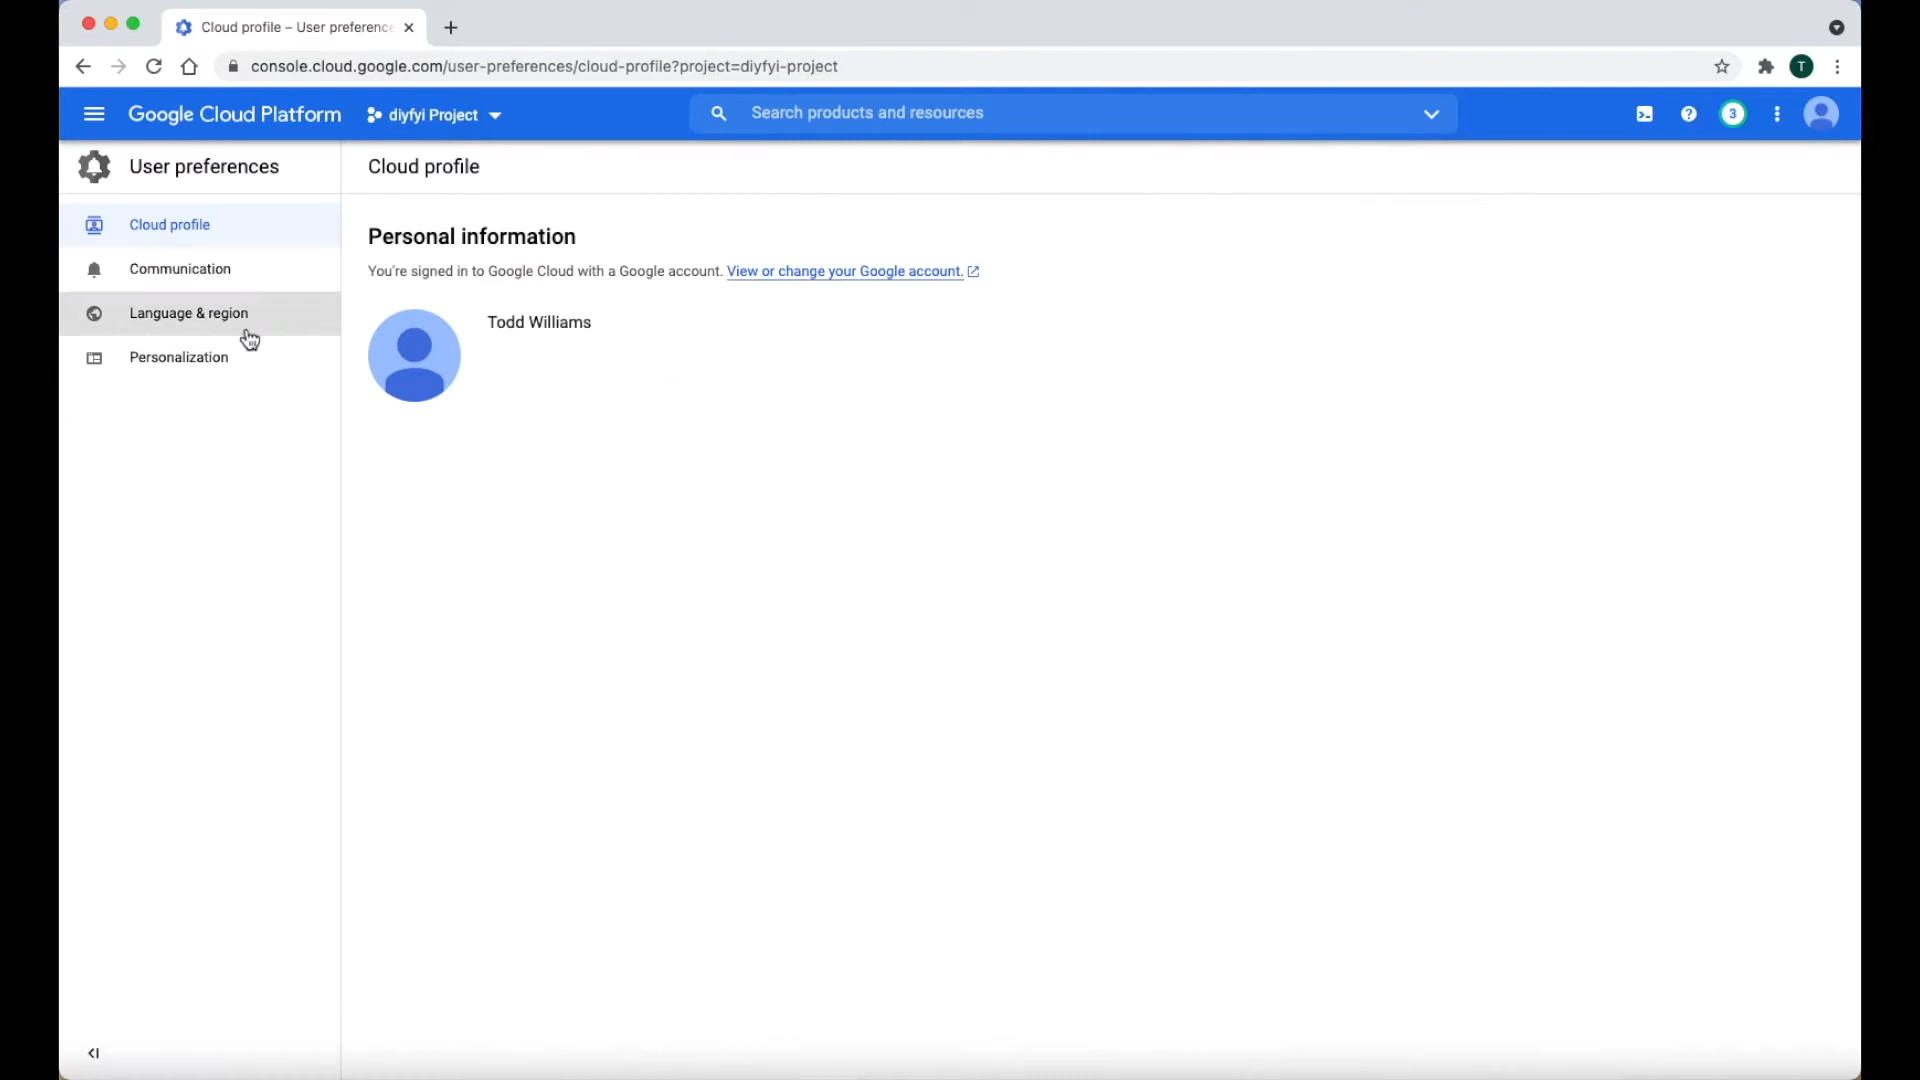 Cloud profile – User preference
console.cloud.google.com/user-preferences/cloud-profile?project=diyfyi-project
T
Google Cloud Platform
diyfyi Project
Search products and resources
3
User preferences
Cloud profile
Cloud profile
Communication
Language & region
Personalization
Personal information
You're signed in to Google Cloud with a Google account. View or change your Google account.
Todd Williams